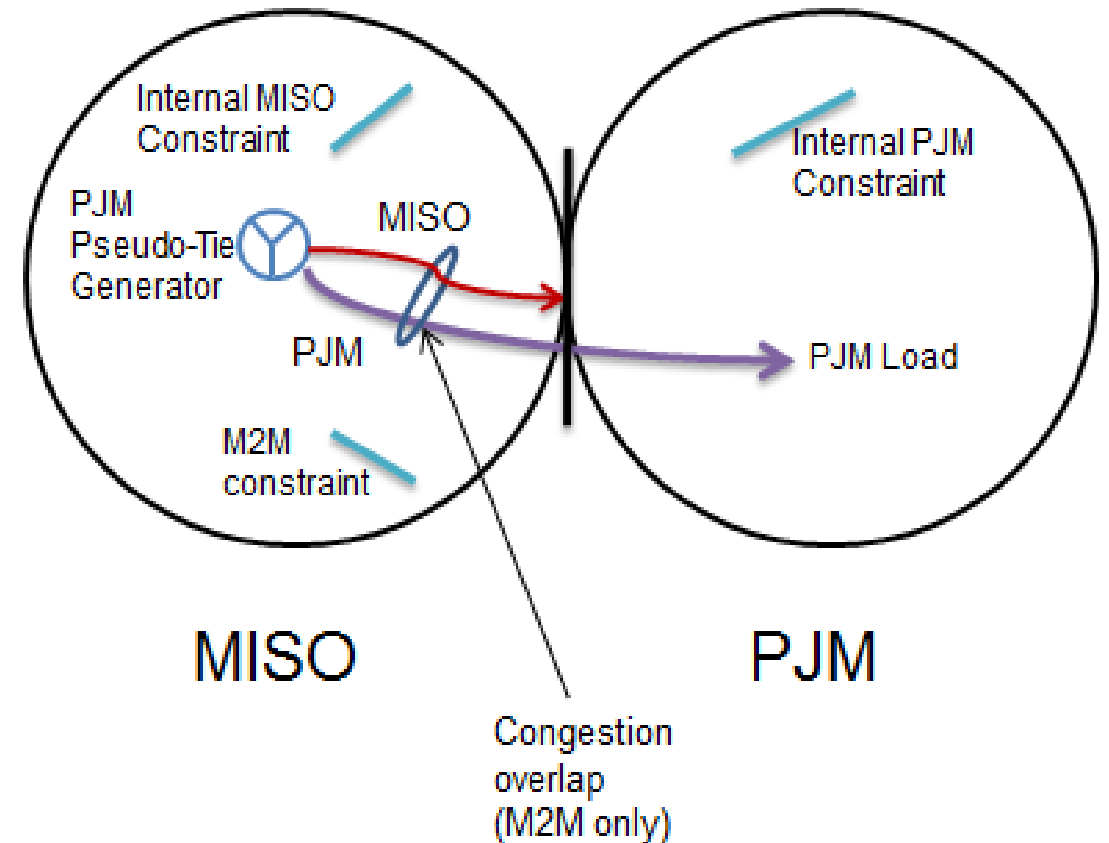 Internal MISO
Constraint
Internal PJM
Constraint
PJM
Pseudo-Tie
Generator
MISO
PJM
PJM Load
M2M
constraint
MISO
PJM
Congestion
overlap
(M2M only)